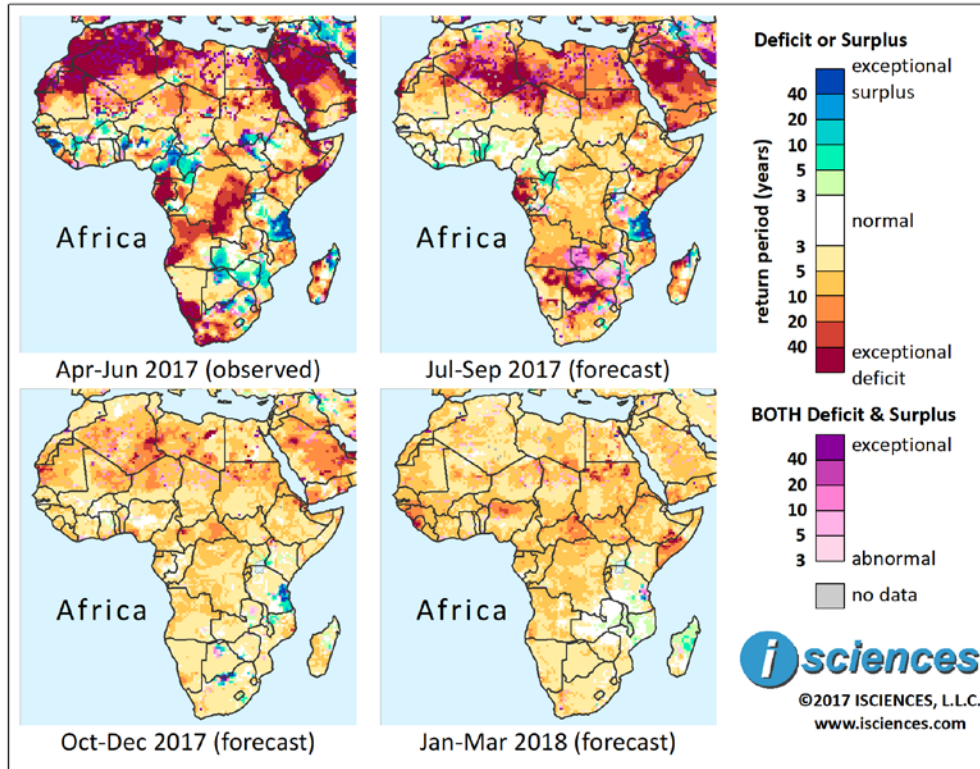 Africa
Apr-Jun 2017 (observed)
Africa
Jul-Sep 2017 (forecast)
Africa
Oct-Dec 2017 (forecast)
Africa
Jan-Mar 2018 (forecast)
Deficit or Surplus
exceptional
surplus
40
20
10
5
3
normal
3
5
10
20
40
exceptional
deficit
return period (years)
BOTH Deficit & Surplus
exceptional
40
20
10
5
3
abnormal
no data
i sciences
©2017 ISCIENCES, L.L.C.
www.isciences.com